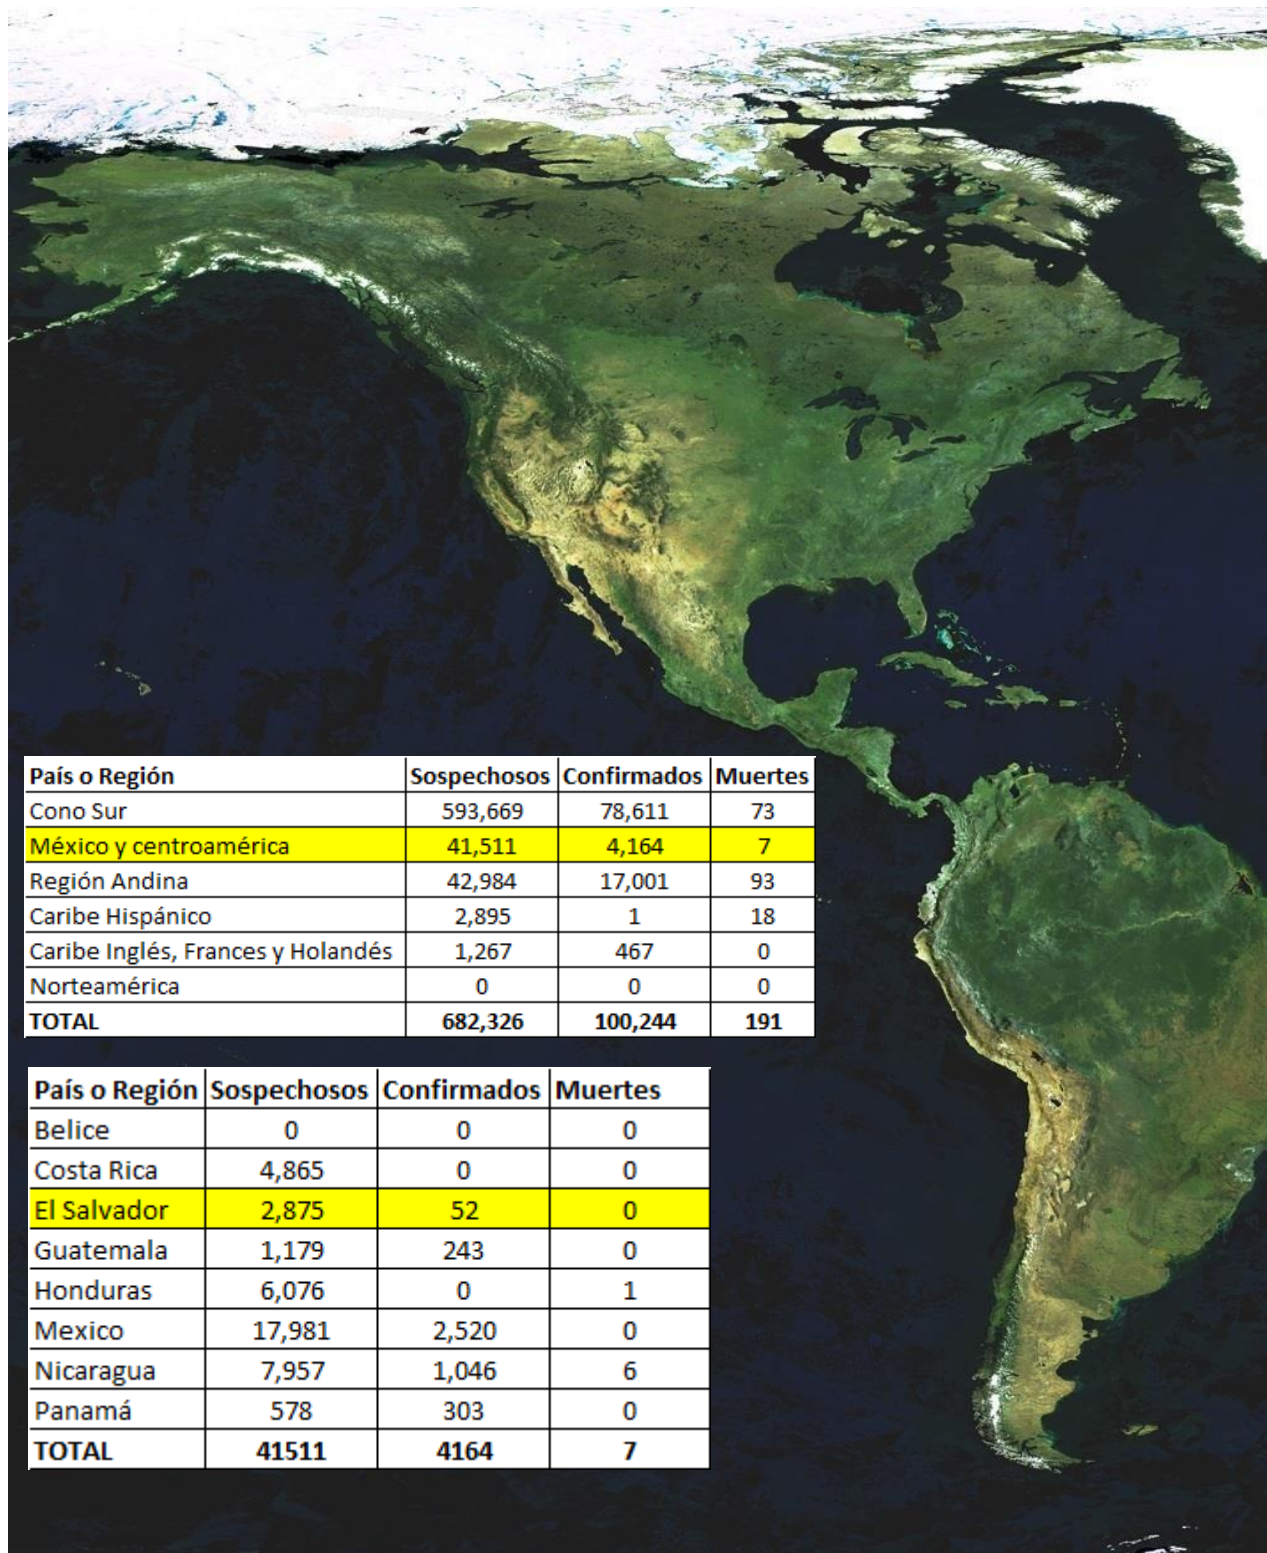 País o Región Sospechosos Confirmados Muertes
Cono Sur 593,669 78,611 73
México y centroamérica 41,511 4,164 7
Región Andina 42,984 17,001 93
Caribe Hispánico 2,895 1 18
Caribe Inglés, Frances y Holandés 1,267 467 0
Norteamérica 0 0 0
TOTAL 682,326 100,244 191
País o Región Sospechosos Confirmados Muertes
Belice 0 0 0
Costa Rica 4,865 0 0
El Salvador 2,875 52 0
Guatemala 1,179 243 0
Honduras 6,076 0 1
Mexico 17,981 2,520 0
Nicaragua 7,957 1,046 6
Panamá 578 303 0
TOTAL 41511 4164 7